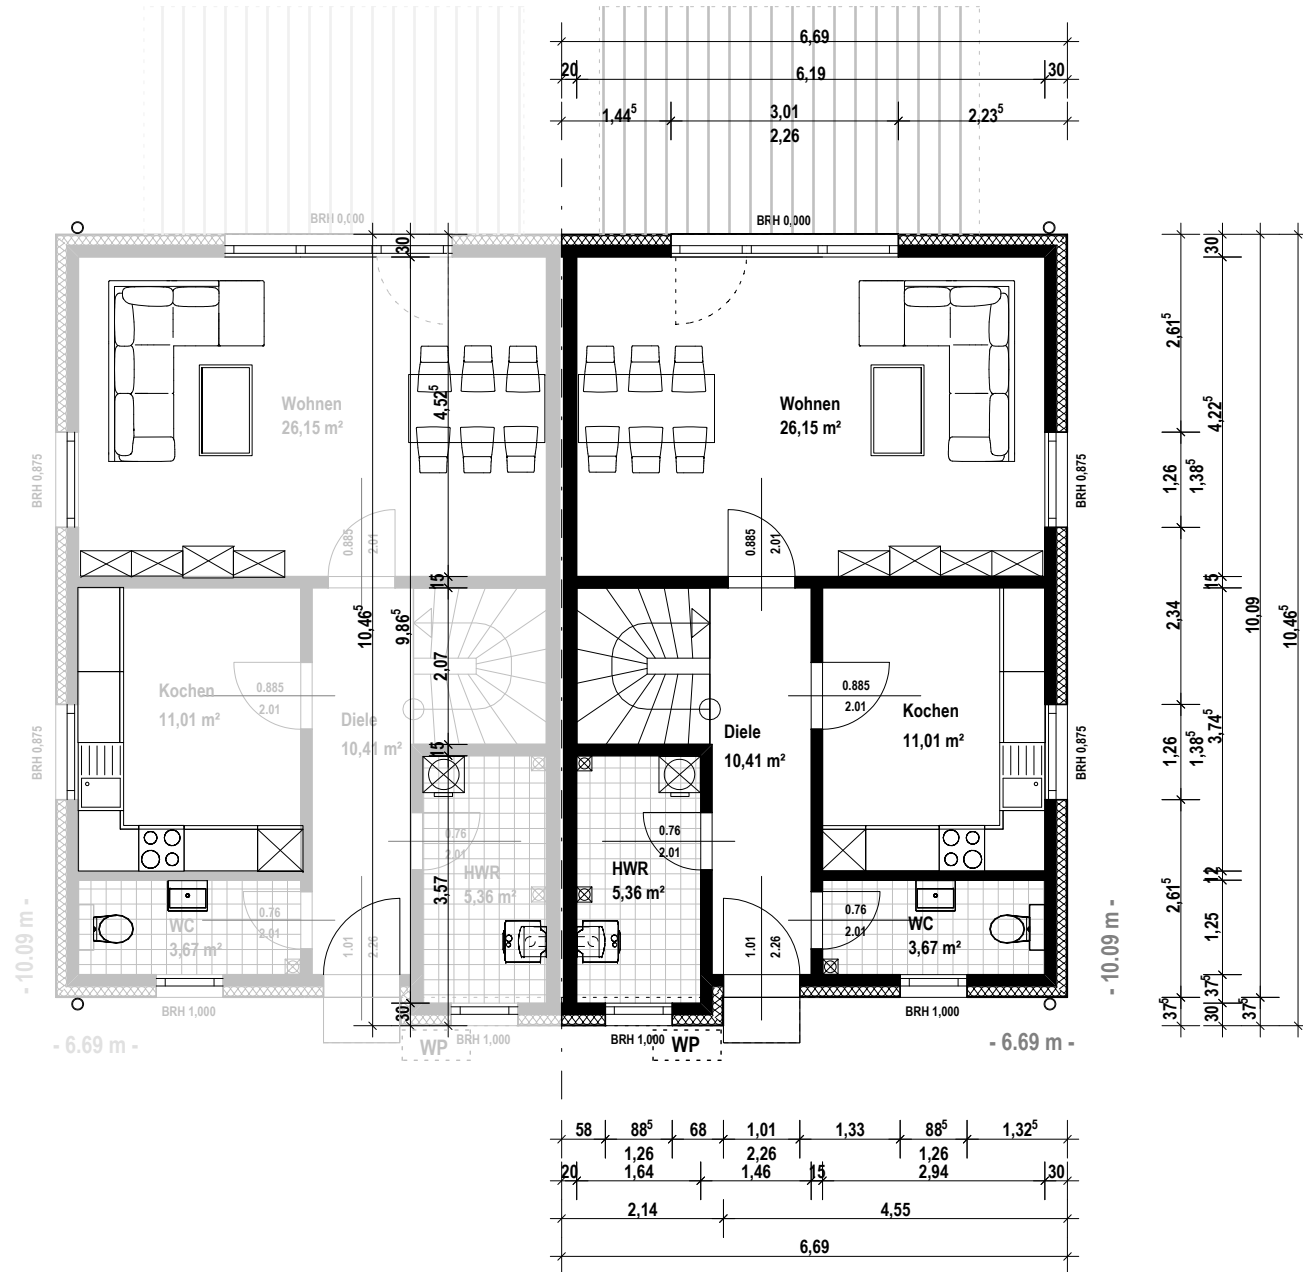 6,69
20
6,19
30
1,44⁵
3,01
2,23⁵
2,26
BRH 0,000
BRH 0,000
30
30
2,61⁵
Wohnen
26,15 m²
4,52⁵
Wohnen
26,15 m²
4,22⁵
BRH 0,875
BRH 0,875
1,26
1,38⁵
0.885
2.01
0.885
2.01
15
15
10,46⁵
9,86⁵
2,34
10,09
10,46⁵
2,07
Kochen
11,01 m²
0.885
2.01
Diele
10,41 m²
0.885
2.01
Kochen
11,01 m²
Diele
10,41 m²
3,74⁵
BRH 0,875
BRH 0,875
15
1,26
1,38⁵
0.76
2.01
0.76
2.01
HWR
5,36 m²
HWR
5,36 m²
3,57
12
2,61⁵
1,25
WC
3,67 m²
0.76
2.01
0.76
2.01
WC
3,67 m²
- 10.09 m -
- 10.09 m -
1.01
2.26
1.01
2.26
37⁵
30
37⁵
30
37⁵
BRH 1,000
BRH 1,000
BRH 1,000
BRH 1,000
WP
WP
- 6.69 m -
- 6.69 m -
58
88⁵
68
1,01
1,33
88⁵
1,32⁵
1,26
2,26
1,26
20
1,64
1,46
15
2,94
30
2,14
4,55
6,69